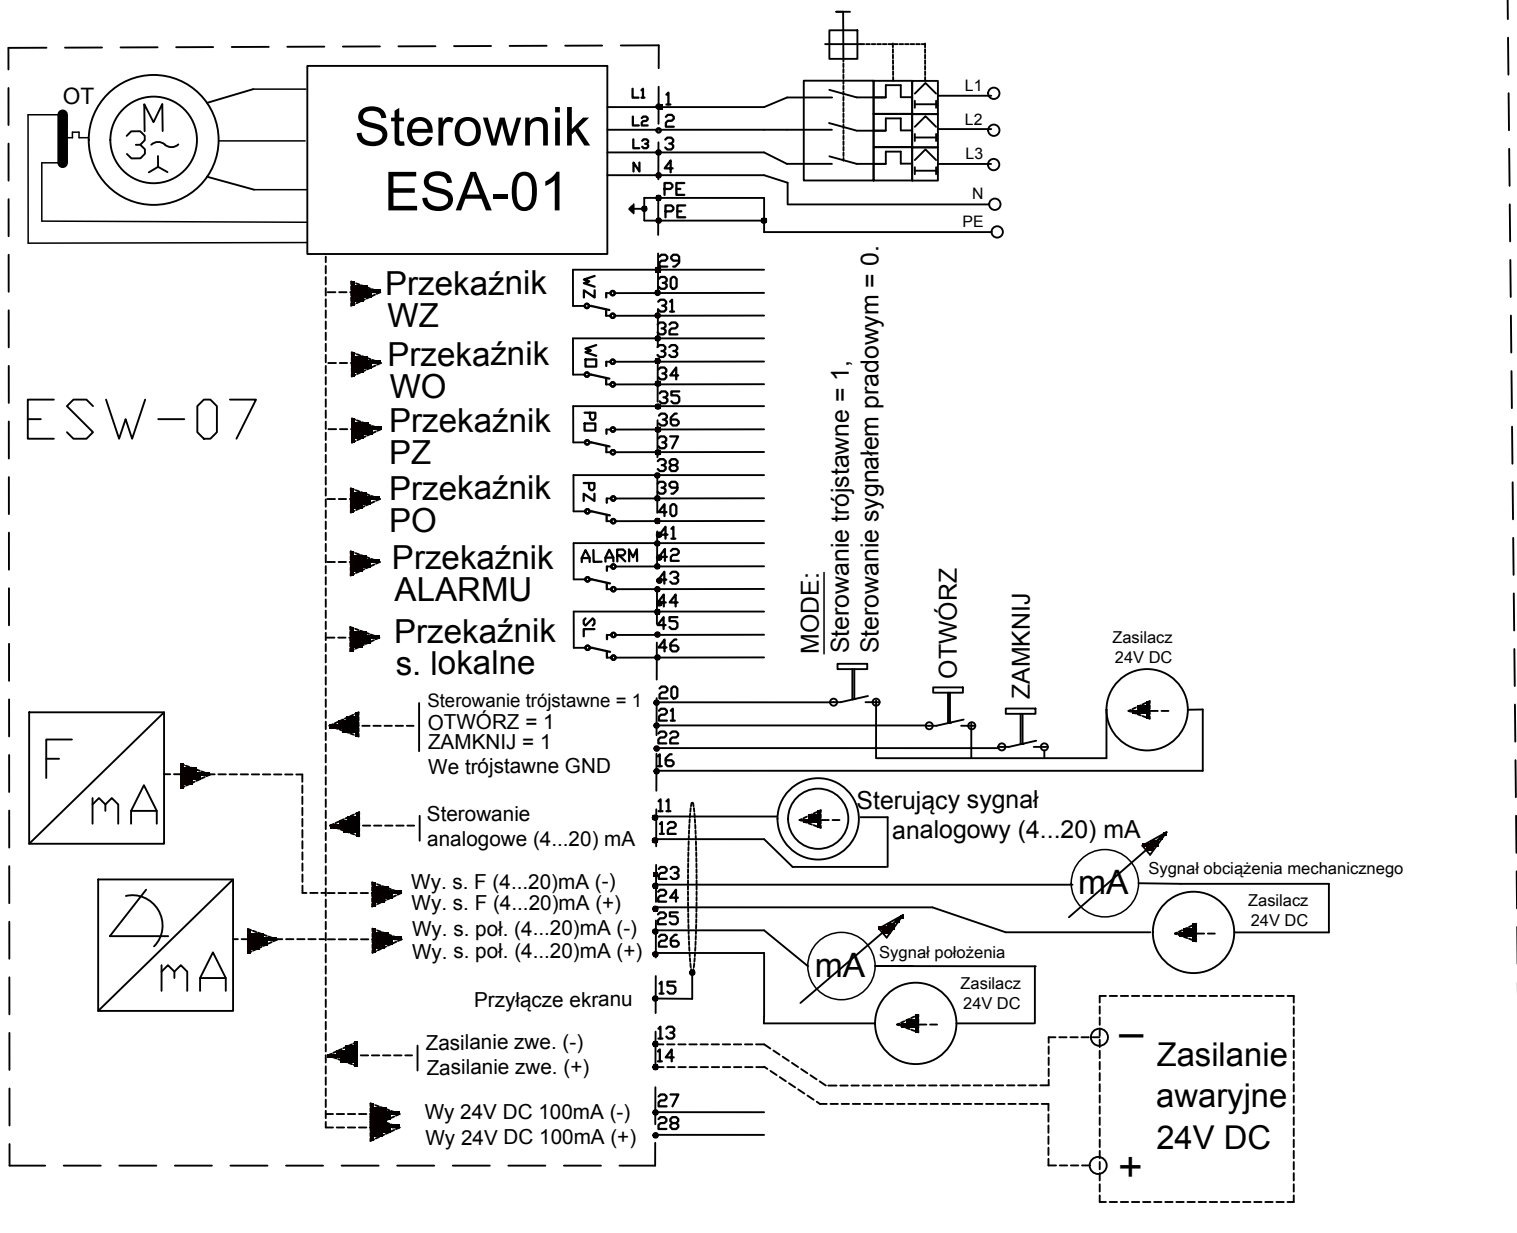 OT
M
3~
Sterownik
ESA-01
L1 1
L2 2
L3 3
N 4
PE
PE
L1
L2
L3
N
PE
ESW-07
Przekaźnik
WZ
WZ
29
30
31
Przekaźnik
WO
WO
32
33
34
Przekaźnik
PZ
PO
35
36
37
Przekaźnik
PO
PZ
38
39
40
Przekaźnik
ALARMU
ALARM
41
42
43
Przekaźnik
s. lokalne
SL
44
45
46
MODE:
Sterowanie trójstawne = 1,
Sterowanie sygnałem pradowym = 0.
OTWÓRZ
ZAMKNIJ
Zasilacz
24V DC
Sterowanie trójstawne = 1 20
OTWÓRZ = 1 21
ZAMKNIJ = 1 22
We trójstawne GND 16
F
mA
Sterowanie 11
analogowe (4...20) mA 12
Sterujący sygnał
analogowy (4...20) mA
Wy. s. F (4...20)mA (-) 23
Wy. s. F (4...20)mA (+) 24
Wy. s. poł. (4...20)mA (-) 25
Wy. s. poł. (4...20)mA (+) 26
mA
mA
Sygnał obciążenia mechanicznego
Zasilacz
24V DC
mA
Sygnał położenia
Zasilacz
24V DC
Przyłącze ekranu 15
Zasilanie zwe. (-) 13
Zasilanie zwe. (+) 14
Wy 24V DC 100mA (-) 27
Wy 24V DC 100mA (+) 28
−
Zasilanie
awaryjne
24V DC
+